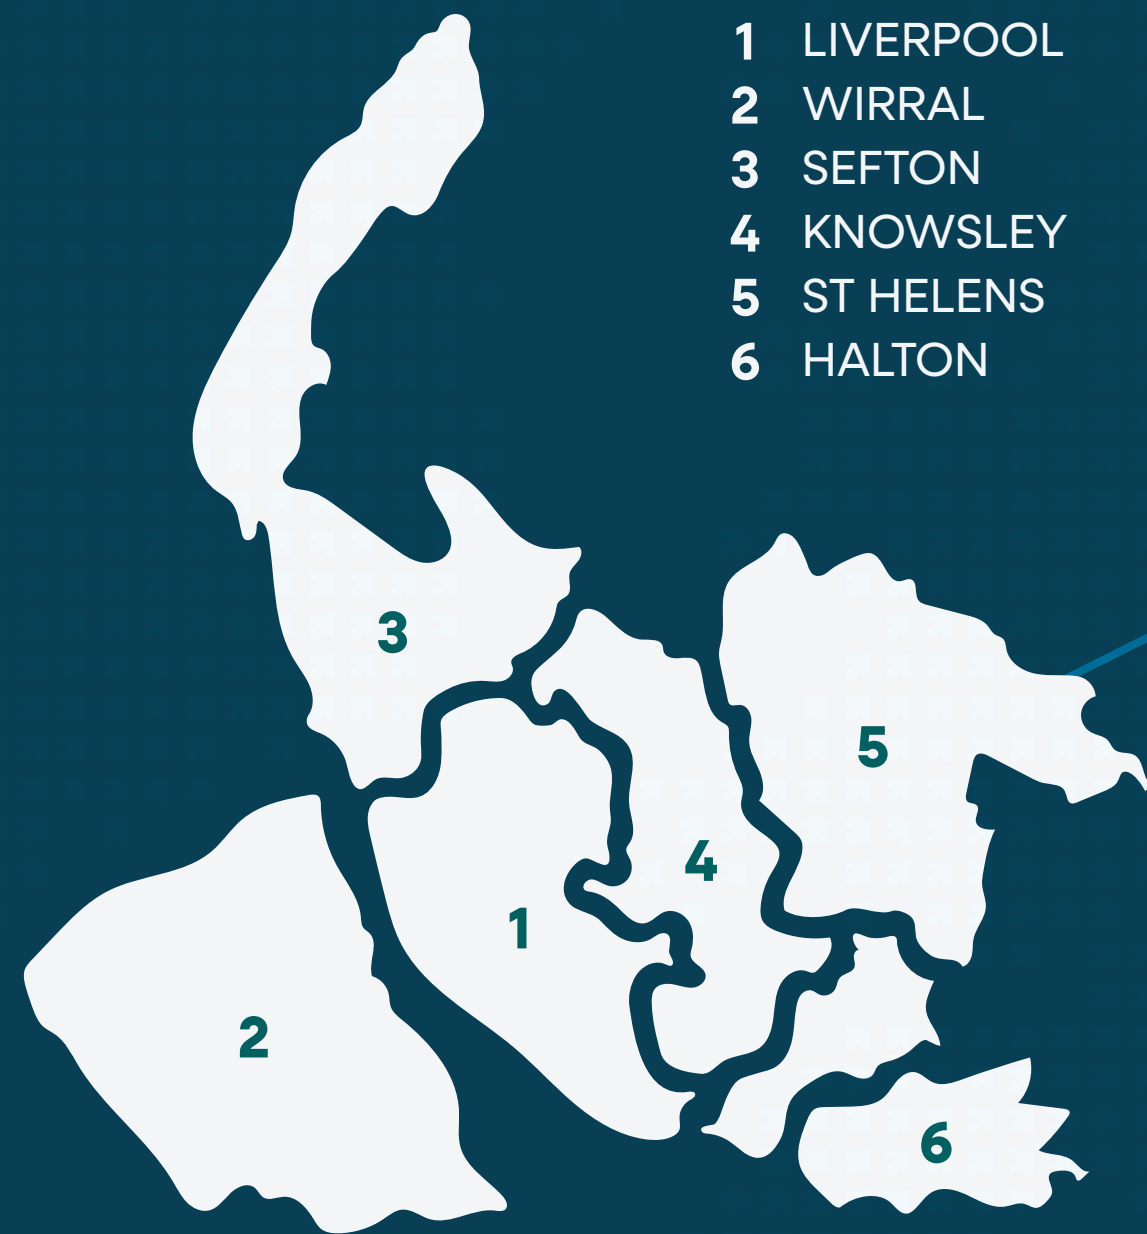 1 LIVERPOOL
2 WIRRAL
3 SEFTON
4 KNOWSLEY
5 ST HELENS
6 HALTON
3
5
4
1
2
6